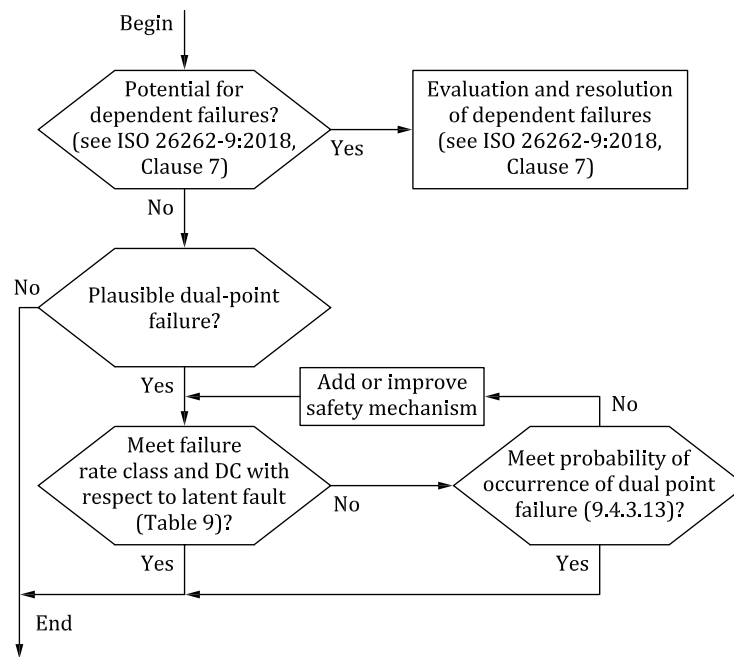 Begin
Potential for
dependent failures?
(see ISO 26262-9:2018,
Clause 7)
Yes
Evaluation and resolution
of dependent failures
(see ISO 26262-9:2018,
Clause 7)
No
No
Plausible dual-point
failure?
Yes
Add or improve
safety mechanism
No
Meet failure
rate class and DC with
respect to latent fault
(Table 9)?
No
Meet probability of
occurrence of dual point
failure (9.4.3.13)?
Yes
Yes
End